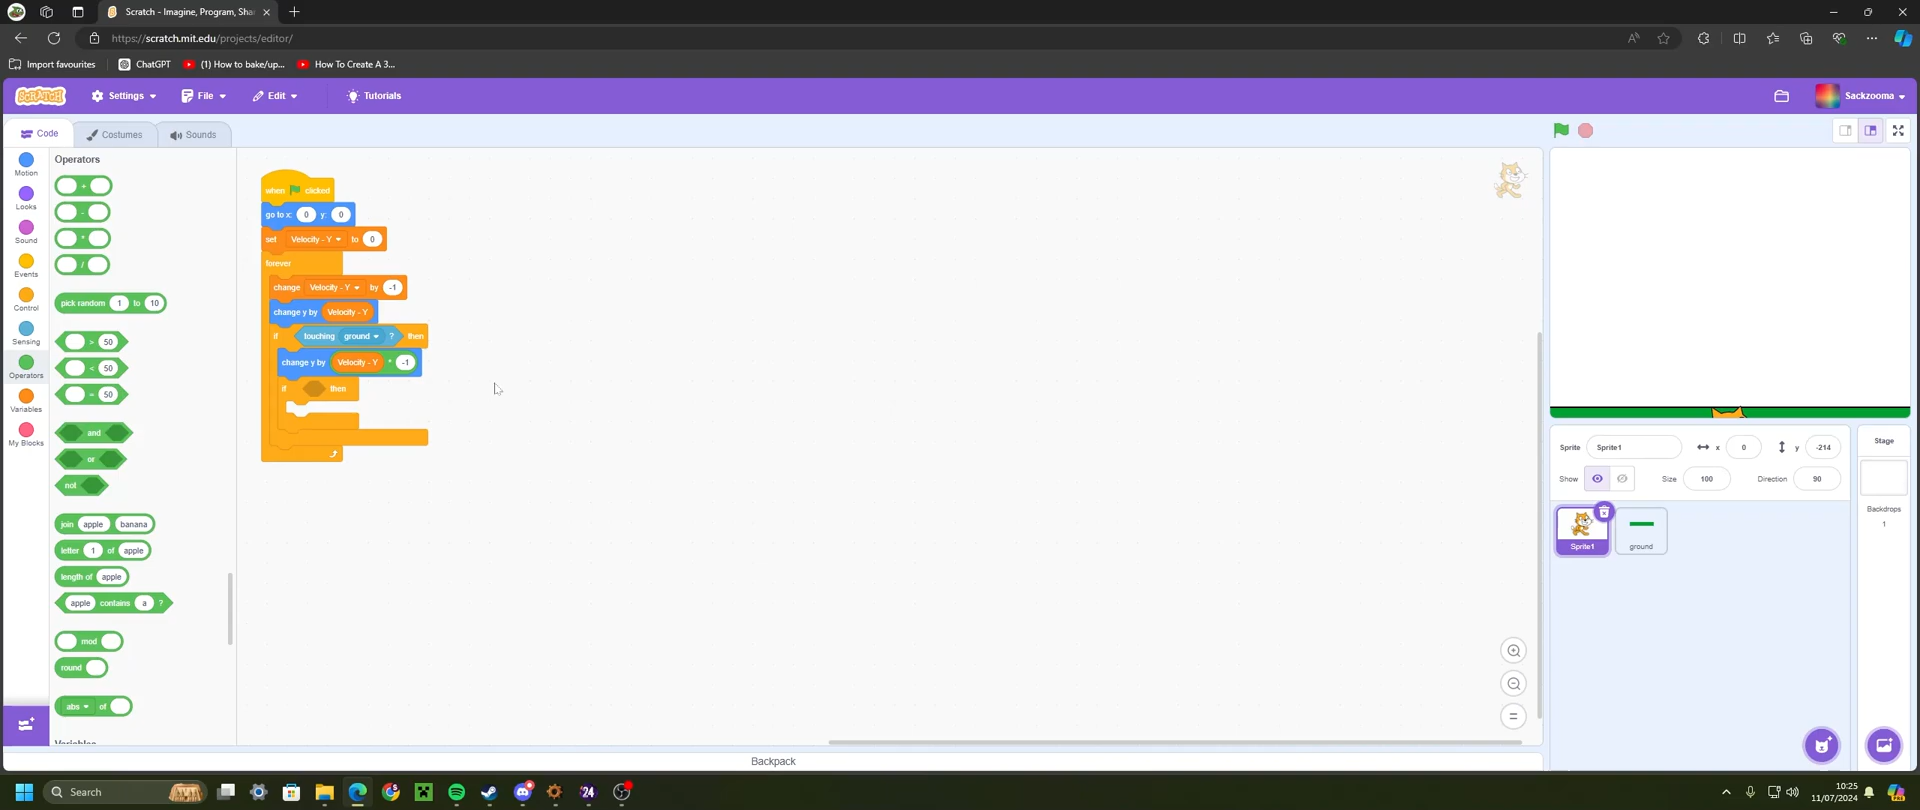 Scratch - Imagine, Program, Sha
https://scratch.mit.edu/projects/editor/
Import favourites
ChatGPT
(1) How to bake/up...
How To Create A 3...
SCRATCH
Settings
File
Edit
Tutorials
Sackzooma
Code
Costumes
Sounds
Motion
Looks
Sound
Events
Control
Sensing
Operators
Variables
My Blocks
Operators
+
-
*
/
pick random 1 to 10
> 50
< 50
= 50
and
or
not
join apple banana
letter 1 of apple
length of apple
apple contains a ?
mod
round
abs of
Variables
when clicked
go to x: 0 y: 0
set Velocity - Y to 0
forever
change Velocity - Y by -1
change y by Velocity - Y
if touching ground ? then
change y by Velocity - Y * -1
if then
Sprite Sprite1 x 0 y -214
Show Size 100 Direction 90
Sprite1
ground
Stage
Backdrops
1
Backpack
Search
24
PRE
10:25
11/07/2024